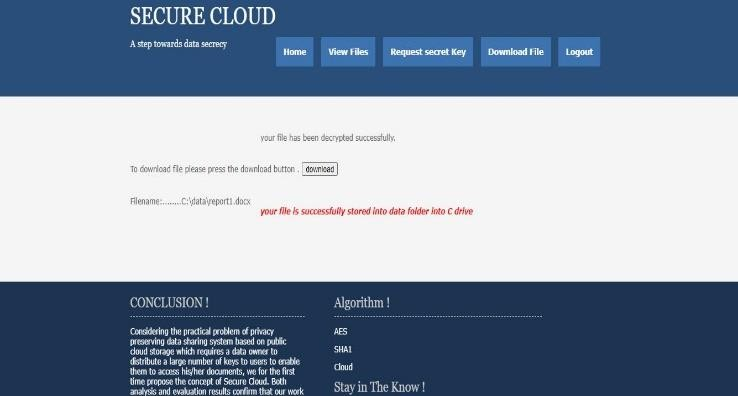 SECURE CLOUD
A step towards data secrecy
Home View Files Request secret Key Download File Logout
your file has been decrypted successfully.
To download file please press the download button . download
Filename:........C:\data\report1.docx
your file is successfully stored into data folder into C drive
CONCLUSION !
Considering the practical problem of privacy
preserving data sharing system based on public
cloud storage which requires a data owner to
distribute a large number of keys to users to enable
them to access his/her documents, we for the first
time propose the concept of Secure Cloud. Both
analysis and evaluation results confirm that our work
Algorithm !
AES
SHA1
Cloud
Stay in The Know !